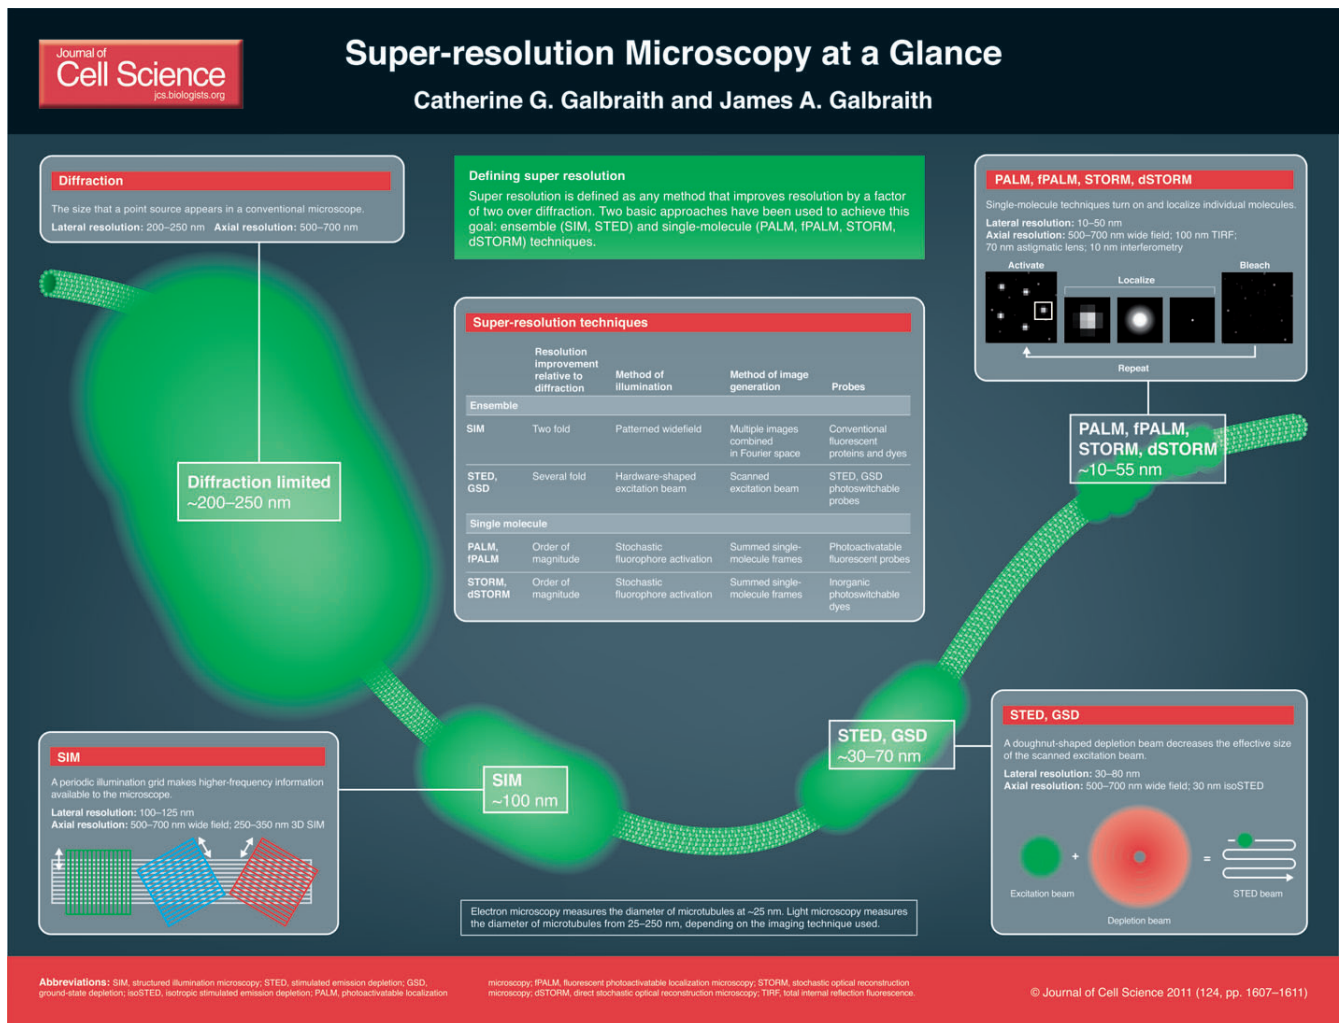 Journal of
Cell Science
jcs.biologists.org
Super-resolution Microscopy at a Glance
Catherine G. Galbraith and James A. Galbraith
Diffraction
The size that a point source appears in a conventional microscope.
Lateral resolution: 200–250 nm Axial resolution: 500–700 nm
Defining super resolution
Super resolution is defined as any method that improves resolution by a factor
of two over diffraction. Two basic approaches have been used to achieve this
goal: ensemble (SIM, STED) and single-molecule (PALM, fPALM, STORM,
dSTORM) techniques.
PALM, fPALM, STORM, dSTORM
Single-molecule techniques turn on and localize individual molecules.
Lateral resolution: 10–50 nm
Axial resolution: 500–700 nm wide field; 100 nm TIRF;
70 nm astigmatic lens; 10 nm interferometry
Activate
Localize
Bleach
Repeat
Super-resolution techniques
Resolution
improvement
relative to
diffraction
Method of
illumination
Method of image
generation
Probes
Ensemble
SIM
Two fold
Patterned widefield
Multiple images
combined
in Fourier space
Conventional
fluorescent
proteins and dyes
STED,
GSD
Several fold
Hardware-shaped
excitation beam
Scanned
excitation beam
STED, GSD
photoswitchable
probes
Single molecule
PALM,
fPALM
Order of
magnitude
Stochastic
fluorophore activation
Summed single-
molecule frames
Photoactivatable
fluorescent probes
STORM,
dSTORM
Order of
magnitude
Stochastic
fluorophore activation
Summed single-
molecule frames
Inorganic
photoswitchable
dyes
Diffraction limited
~200–250 nm
PALM, fPALM,
STORM, dSTORM
~10–55 nm
SIM
~100 nm
STED, GSD
~30–70 nm
SIM
A periodic illumination grid makes higher-frequency information
available to the microscope.
Lateral resolution: 100–125 nm
Axial resolution: 500–700 nm wide field; 250–350 nm 3D SIM
STED, GSD
A doughnut-shaped depletion beam decreases the effective size
of the scanned excitation beam.
Lateral resolution: 30–80 nm
Axial resolution: 500–700 nm wide field; 30 nm isoSTED
+
=
Excitation beam
Depletion beam
STED beam
Electron microscopy measures the diameter of microtubules at ~25 nm. Light microscopy measures
the diameter of microtubules from 25–250 nm, depending on the imaging technique used.
Abbreviations: SIM, structured illumination microscopy; STED, stimulated emission depletion; GSD,
ground-state depletion; isoSTED, isotropic stimulated emission depletion; PALM, photoactivatable localization
microscopy; fPALM, fluorescent photoactivatable localization microscopy; STORM, stochastic optical reconstruction
microscopy; dSTORM, direct stochastic optical reconstruction microscopy; TIRF, total internal reflection fluorescence.
© Journal of Cell Science 2011 (124, pp. 1607–1611)